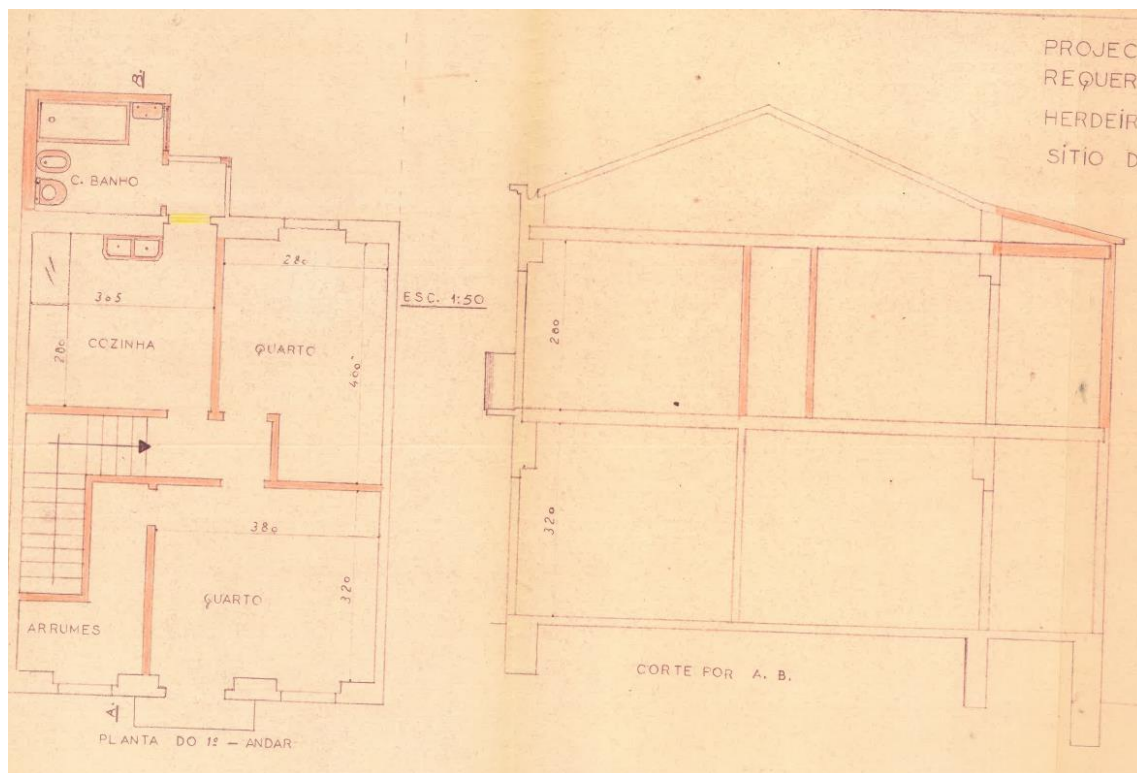 PROJEC
REQUER
HERDEIR
SÍTIO D
B.
C. BANHO
280
305
ESC. 1:50
COZINHA
QUARTO
280
400
280
380
320
QUARTO
320
ARRUMES
A.
CORTE POR A. B.
PLANTA DO 1º - ANDAR